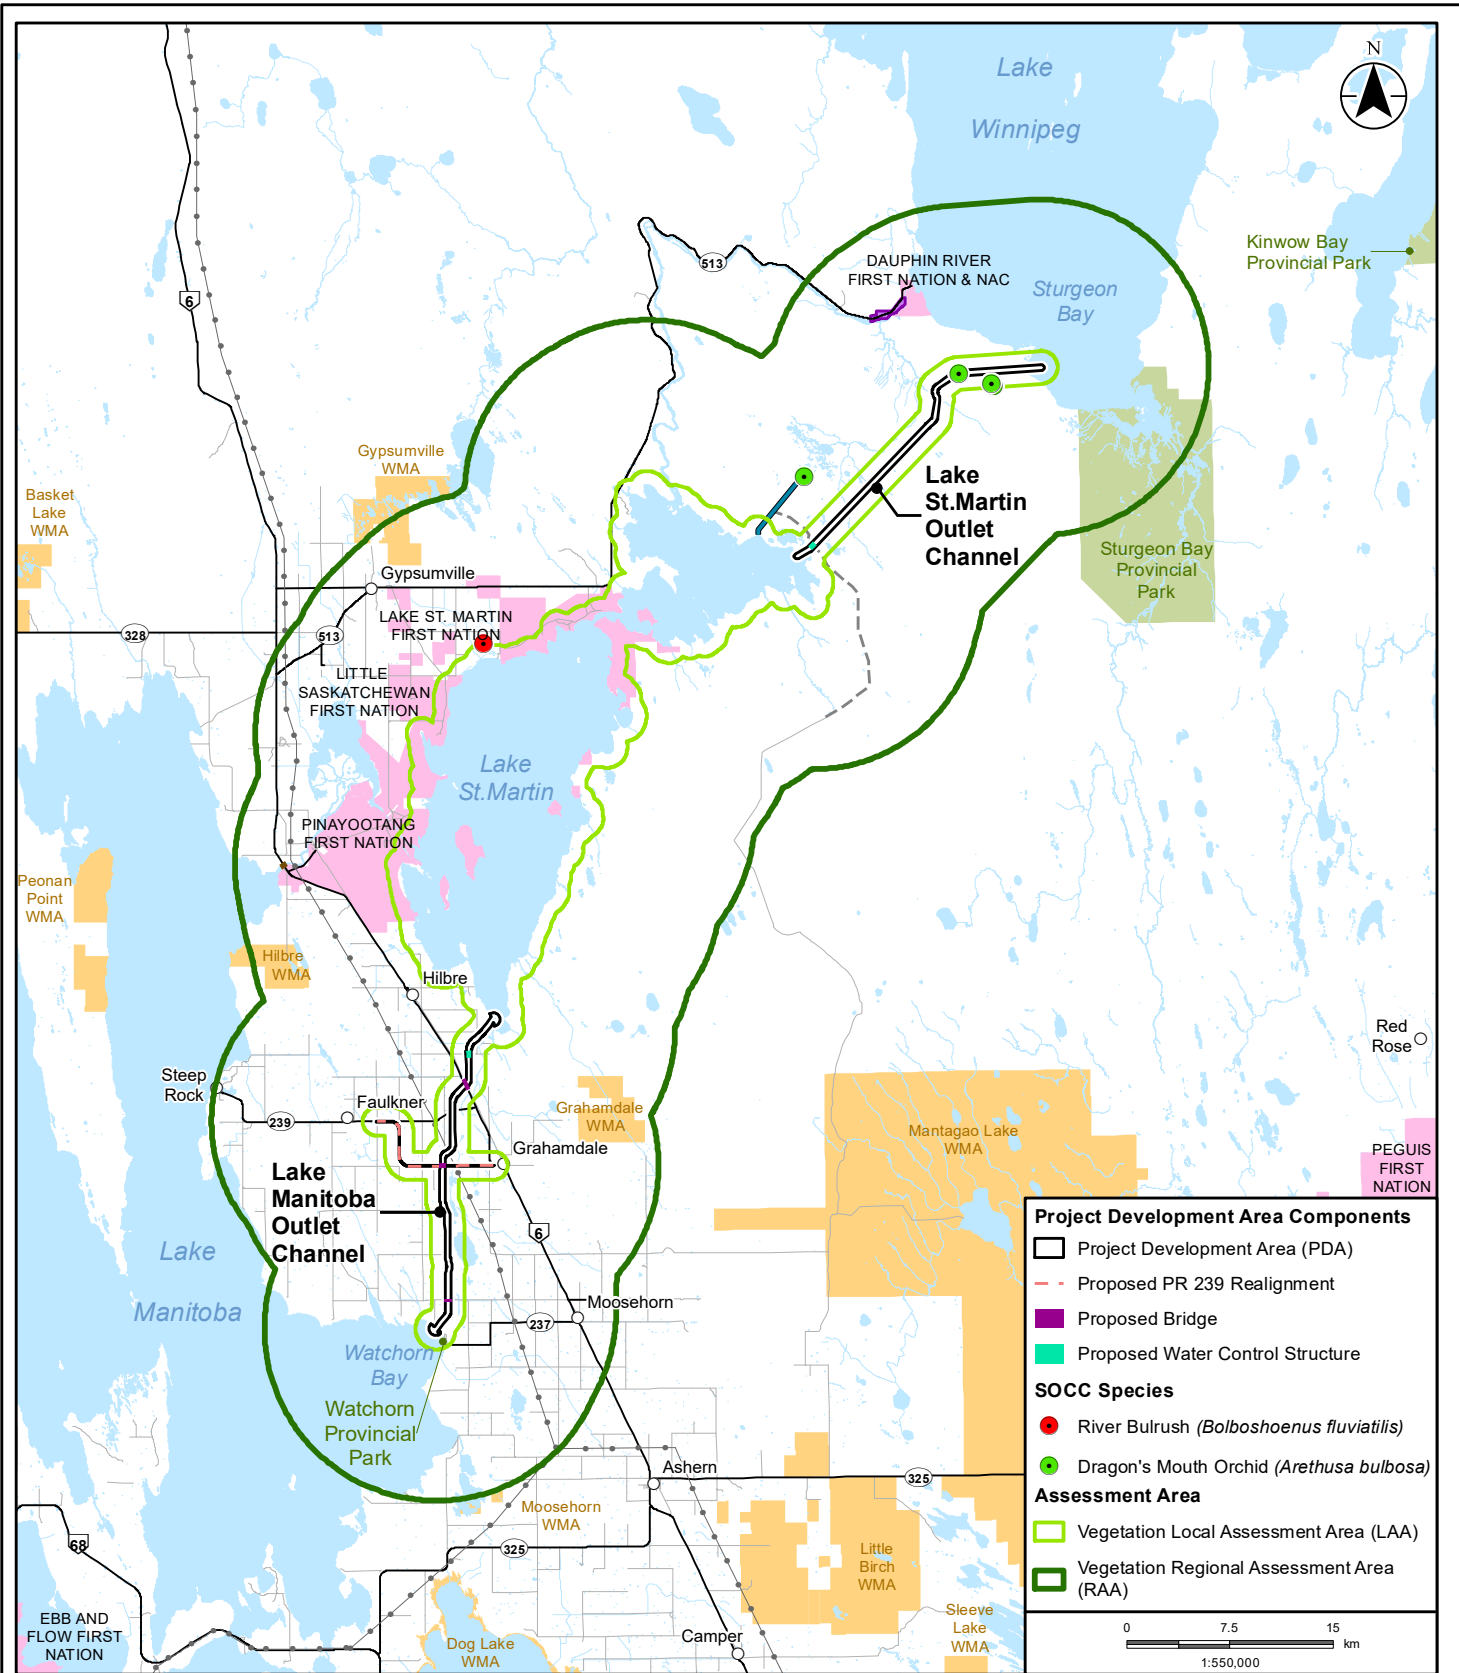 N
Lake
Winnipeg
Kinwow Bay
Provincial Park
513
DAUPHIN RIVER
FIRST NATION & NAC
Sturgeon
Bay
6
Gypsumville
WMA
Basket
Lake
WMA
Lake
St.Martin
Outlet
Channel
Sturgeon Bay
Provincial
Park
Gypsumville
LAKE ST. MARTIN
FIRST NATION
328
513
LITTLE
SASKATCHEWAN
FIRST NATION
Lake
St.Martin
PINAYOOTANG
FIRST NATION
Peonan
Point
WMA
Hilbre
WMA
Hilbre
Red
Rose
Steep
Rock
Faulkner
239
Grahamdale
WMA
Mantagao Lake
WMA
Grahamdale
PEGUIS
FIRST
NATION
Lake
Manitoba
Outlet
Channel
6
Lake
Manitoba
Moosehorn
237
Watchorn
Bay
Watchorn
Provincial
Park
Ashern
325
Moosehorn
WMA
325
68
Little
Birch
WMA
EBB AND
FLOW FIRST
NATION
Dog Lake
WMA
Camper
Sleeve
Lake
WMA
Project Development Area Components
Project Development Area (PDA)
Proposed PR 239 Realignment
Proposed Bridge
Proposed Water Control Structure
SOCC Species
River Bulrush (Bolboshoenus fluviatilis)
Dragon's Mouth Orchid (Arethusa bulbosa)
Assessment Area
Vegetation Local Assessment Area (LAA)
Vegetation Regional Assessment Area
(RAA)
0 7.5 15
km
1:550,000